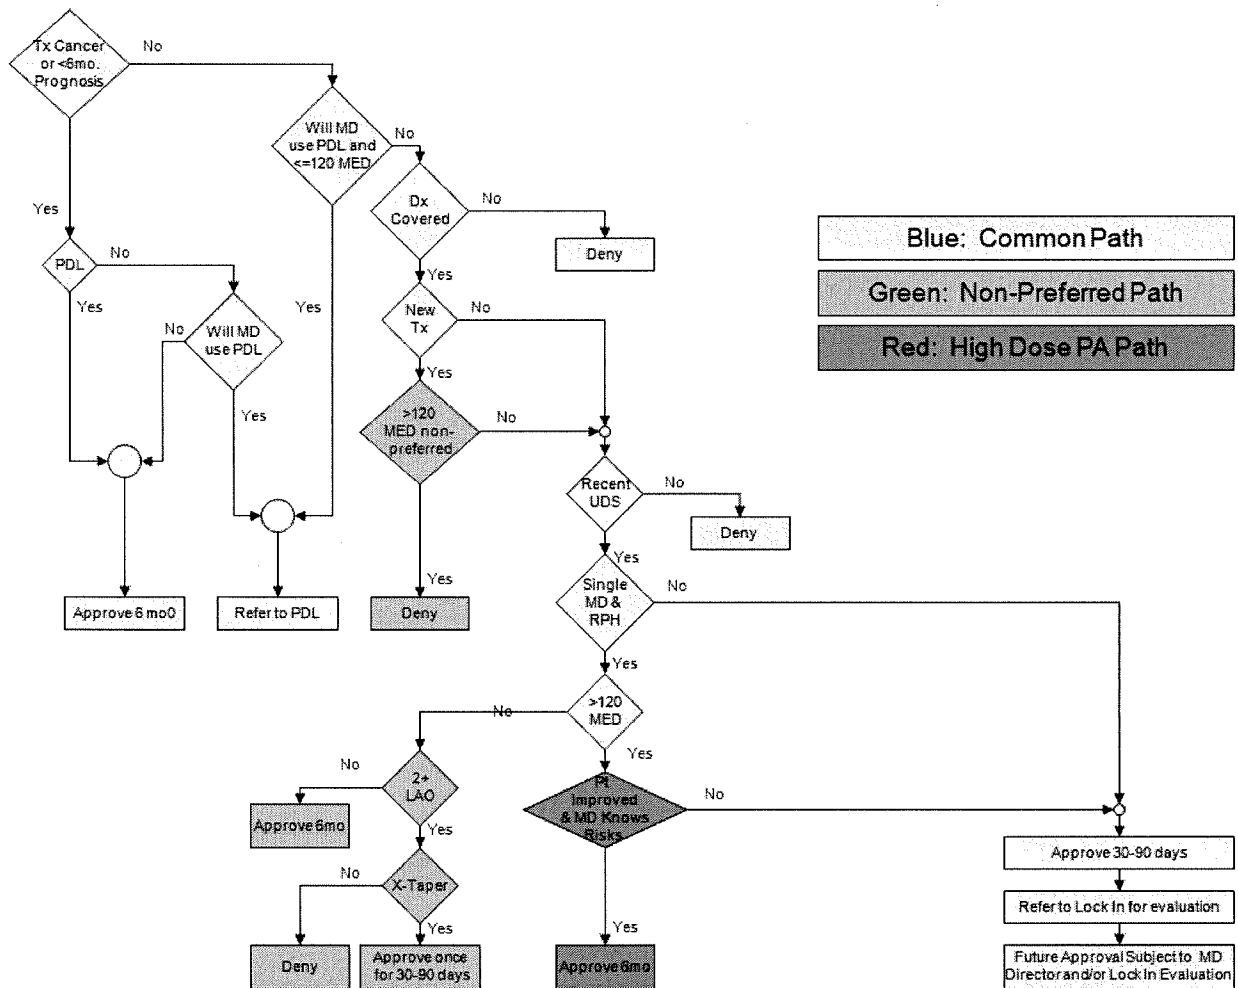 Tx Cancer
or <6mo.
Prognosis
No
Will MD
use PDL and
<=120 MED
No
Yes
Dx
Covered
No
Deny
Blue: Common Path
Green: Non-Preferred Path
Red: High Dose PA Path
PDL
No
Yes
Yes
Yes
Will MD
use PDL
No
Yes
New
Tx
No
Yes
>120
MED non-
preferred
No
Recent
UDS
No
Deny
Yes
Yes
Approve 6 mo0
Refer to PDL
Deny
Single
MD &
RPH
No
Yes
>120
MED
No
Yes
2+
LAO
No
Approve 6mo
Yes
Pt
Improved
& MD Knows
Risks
No
Approve 30-90 days
X-Taper
No
Yes
Yes
Refer to Lock In for evaluation
Deny
Approve once
for 30-90 days
Approve 6mo
Future Approval Subject to MD
Director and/or Lock In Evaluation